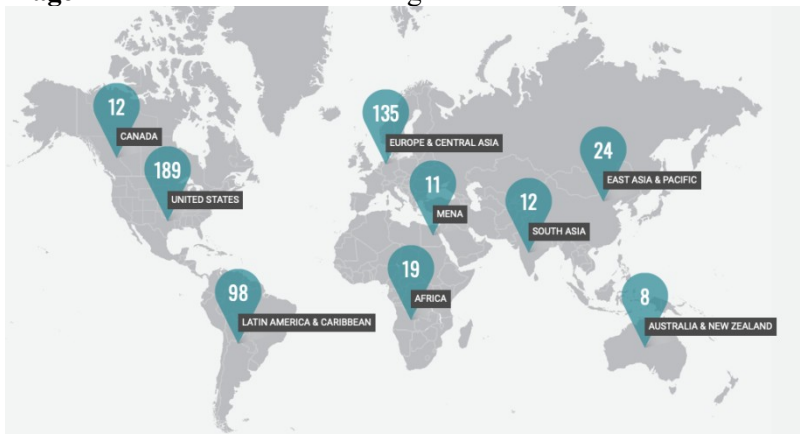 12
CANADA
189
UNITED STATES
98
LATIN AMERICA & CARIBBEAN
135
EUROPE & CENTRAL ASIA
11
MENA
19
AFRICA
12
SOUTH ASIA
24
EAST ASIA & PACIFIC
8
AUSTRALIA & NEW ZEALAND